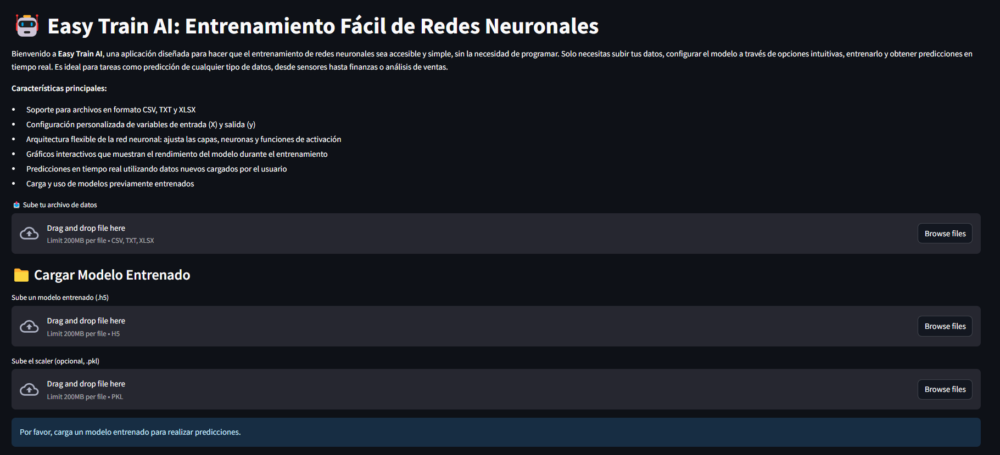 Easy Train AI: Entrenamiento Fácil de Redes Neuronales
Bienvenido a Easy Train AI, una aplicación diseñada para hacer que el entrenamiento de redes neuronales sea accesible y simple, sin la necesidad de programar. Solo necesitas subir tus datos, configurar el modelo a través de opciones intuitivas, entrenarlo y obtener predicciones en
tiempo real. Es ideal para tareas como predicción de cualquier tipo de datos, desde sensores hasta finanzas o análisis de ventas.
Características principales:
• Soporte para archivos en formato CSV, TXT y XLSX
• Configuración personalizada de variables de entrada (X) y salida (y)
• Arquitectura flexible de la red neuronal: ajusta las capas, neuronas y funciones de activación
• Gráficos interactivos que muestran el rendimiento del modelo durante el entrenamiento
• Predicciones en tiempo real utilizando datos nuevos cargados por el usuario
• Carga y uso de modelos previamente entrenados
Sube tu archivo de datos
Drag and drop file here
Limit 200MB per file • CSV, TXT, XLSX
Browse files
Cargar Modelo Entrenado
Sube un modelo entrenado (.h5)
Drag and drop file here
Limit 200MB per file • H5
Browse files
Sube el scaler (opcional, .pkl)
Drag and drop file here
Limit 200MB per file • PKL
Browse files
Por favor, carga un modelo entrenado para realizar predicciones.